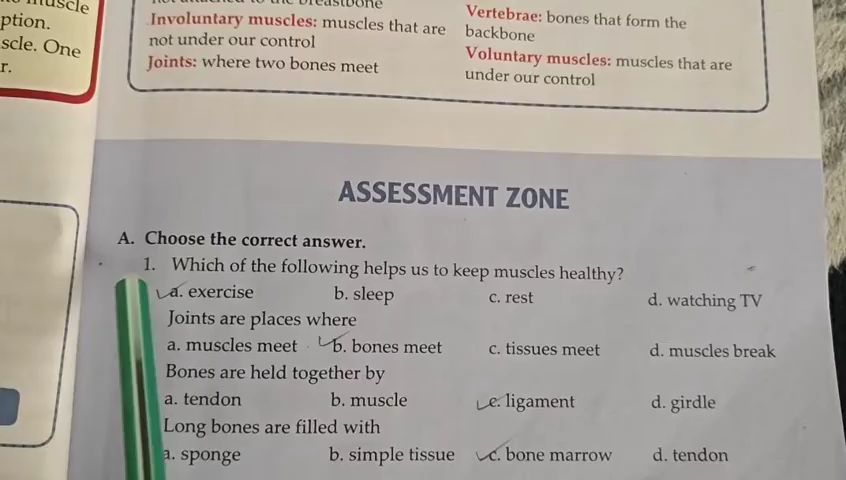 muscle
ption.
scle. One
r.
Involuntary muscles: muscles that are
not under our control
Joints: where two bones meet
Vertebrae: bones that form the
backbone
Voluntary muscles: muscles that are
under our control
ASSESSMENT ZONE
A. Choose the correct answer.
1. Which of the following helps us to keep muscles healthy?
a. exercise b. sleep c. rest d. watching TV
Joints are places where
a. muscles meet b. bones meet c. tissues meet d. muscles break
Bones are held together by
a. tendon b. muscle c. ligament d. girdle
Long bones are filled with
a. sponge b. simple tissue c. bone marrow d. tendon